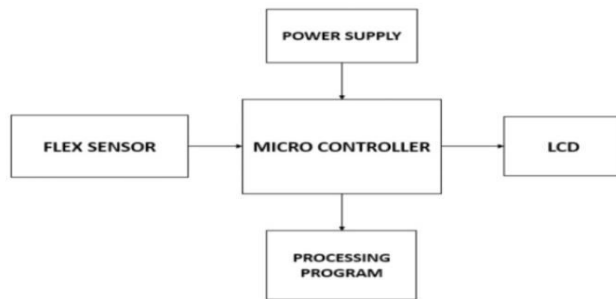 POWER SUPPLY
FLEX SENSOR
MICRO CONTROLLER
LCD
PROCESSING
PROGRAM